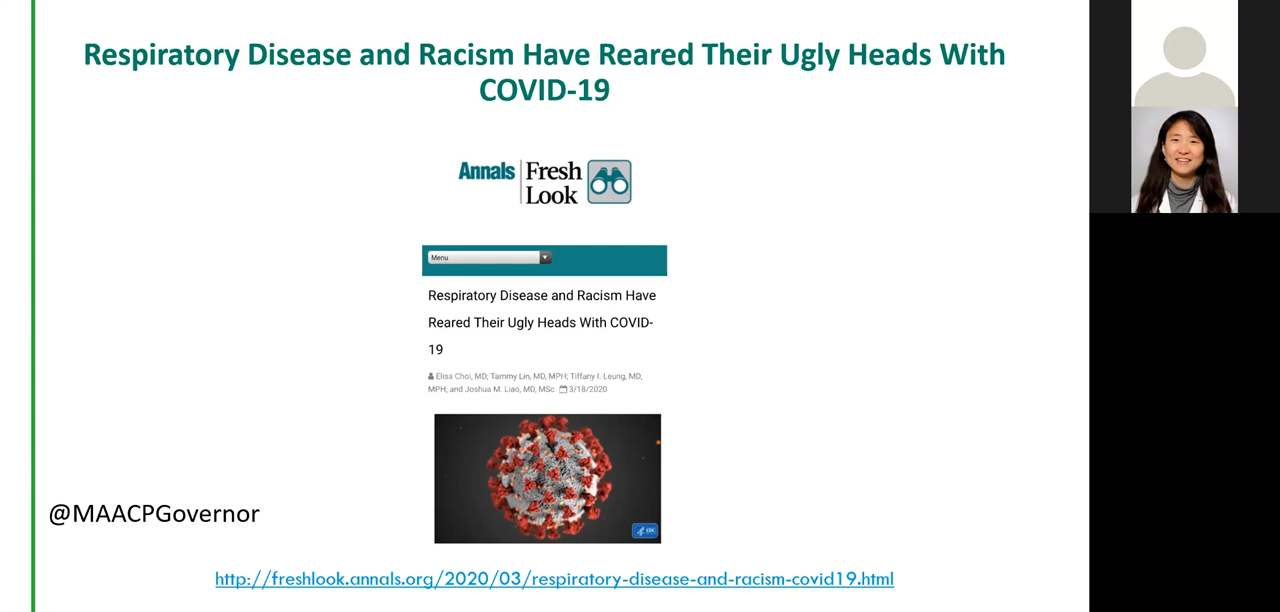 Respiratory Disease and Racism Have Reared Their Ugly Heads With
COVID-19
Annals
Fresh
Look
Menu
Respiratory Disease and Racism Have
Reared Their Ugly Heads With COVID-
19
Elisa Choi, MD; Tammy Lin, MD, MPH; Tiffany I. Leung, MD,
MPH; and Joshua M. Liao, MD, MSc 3/18/2020
CDC
@MAACPGovernor
http://freshlook.annals.org/2020/03/respiratory-disease-and-racism-covid19.html